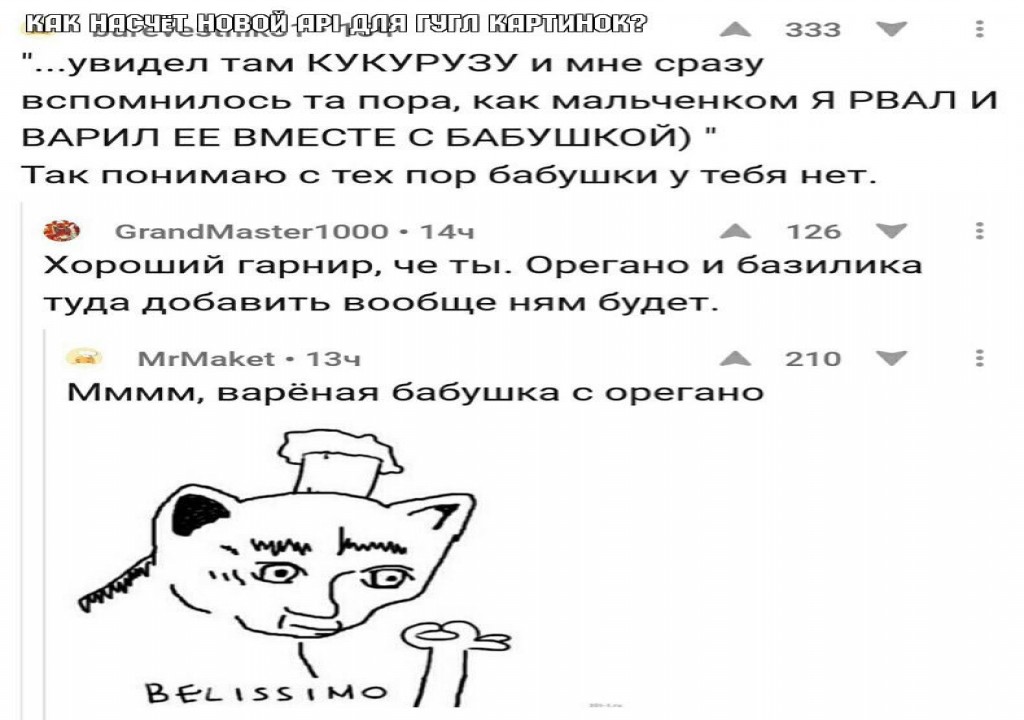 КАК НАСЧЁТ НОВОЙ API ДЛЯ ГУГЛ КАРТИНОК?
333
"...увидел там КУКУРУЗУ и мне сразу
вспомнилось та пора, как мальченком Я РВАЛ И
ВАРИЛ ЕЕ ВМЕСТЕ С БАБУШКОЙ) "
Так понимаю с тех пор бабушки у тебя нет.
GrandMaster1000 • 14ч 126
Хороший гарнир, че ты. Орегано и базилика
туда добавить вообще ням будет.
MrMaket • 13ч 210
Мммм, варёная бабушка с орегано
BELISSIMO